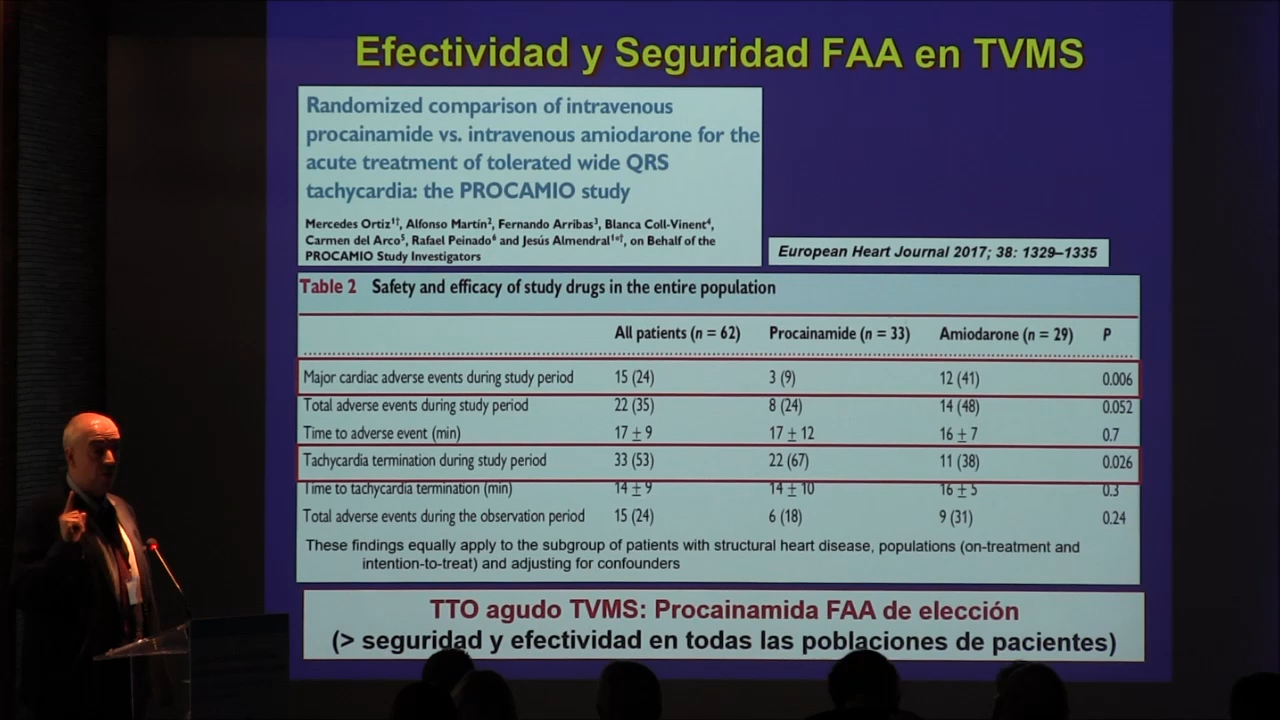 Efectividad y Seguridad FAA en TVMS
Randomized comparison of intravenous
procainamide vs. intravenous amiodarone for the
acute treatment of tolerated wide QRS
tachycardia: the PROCAMIO study
Mercedes Ortiz¹†, Alfonso Martín², Fernando Arribas³, Blanca Coll-Vinent⁴,
Carmen del Arco⁵, Rafael Peinado⁶ and Jesús Almendral¹*†, on Behalf of the
PROCAMIO Study Investigators
European Heart Journal 2017; 38: 1329–1335
Table 2 Safety and efficacy of study drugs in the entire population
All patients (n = 62) Procainamide (n = 33) Amiodarone (n = 29) P
Major cardiac adverse events during study period 15 (24) 3 (9) 12 (41) 0.006
Total adverse events during study period 22 (35) 8 (24) 14 (48) 0.052
Time to adverse event (min) 17 ± 9 17 ± 12 16 ± 7 0.7
Tachycardia termination during study period 33 (53) 22 (67) 11 (38) 0.026
Time to tachycardia termination (min) 14 ± 9 14 ± 10 16 ± 5 0.3
Total adverse events during the observation period 15 (24) 6 (18) 9 (31) 0.24
These findings equally apply to the subgroup of patients with structural heart disease, populations (on-treatment and
intention-to-treat) and adjusting for confounders
TTO agudo TVMS: Procainamida FAA de elección
(> seguridad y efectividad en todas las poblaciones de pacientes)